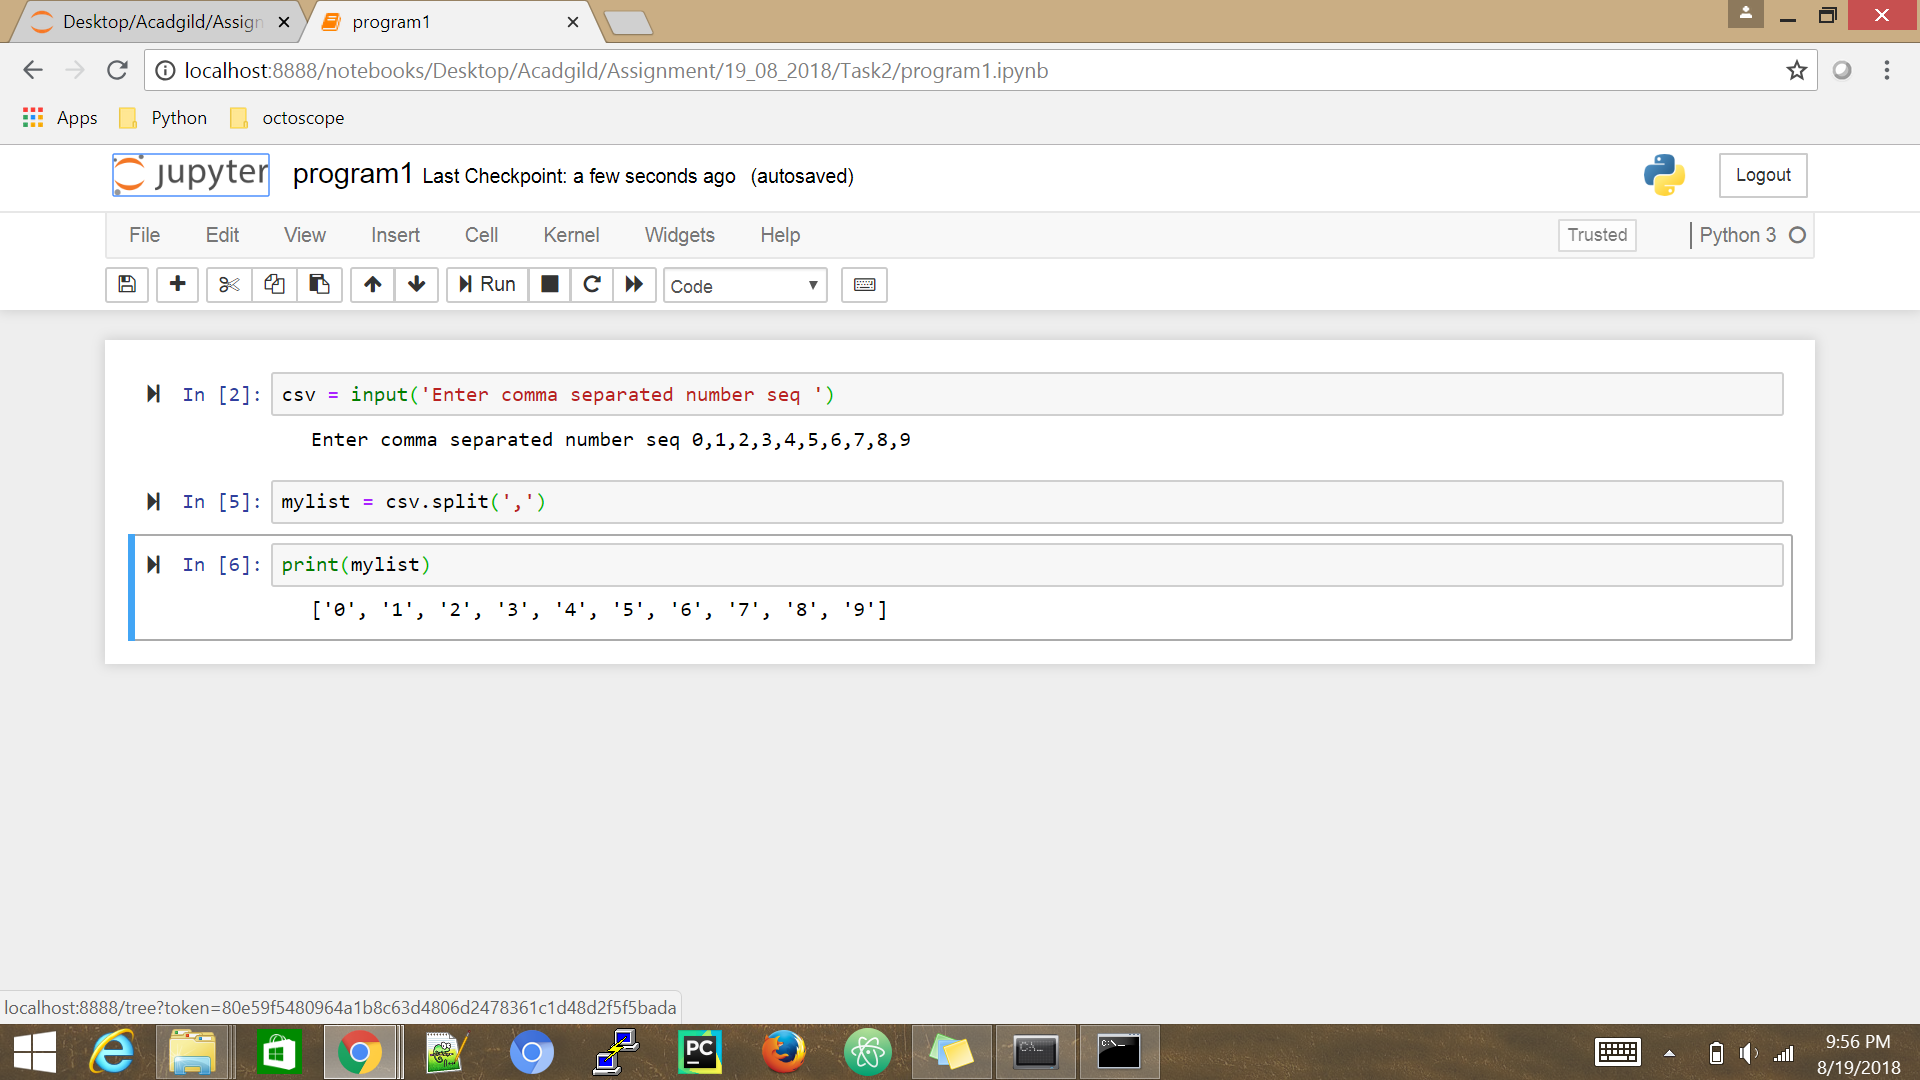 Desktop/Acadgild/Assign
program1
localhost:8888/notebooks/Desktop/Acadgild/Assignment/19_08_2018/Task2/program1.ipynb
Apps Python octoscope
jupyter program1 Last Checkpoint: a few seconds ago (autosaved) Logout
File Edit View Insert Cell Kernel Widgets Help Trusted Python 3
Run Code
In [2]: csv = input('Enter comma separated number seq ')
Enter comma separated number seq 0,1,2,3,4,5,6,7,8,9
In [5]: mylist = csv.split(',')
In [6]: print(mylist)
['0', '1', '2', '3', '4', '5', '6', '7', '8', '9']
localhost:8888/tree?token=80e59f5480964a1b8c63d4806d2478361c1d48d2f5f5bada
PC
C:\_
C:\_
9:56 PM
8/19/2018